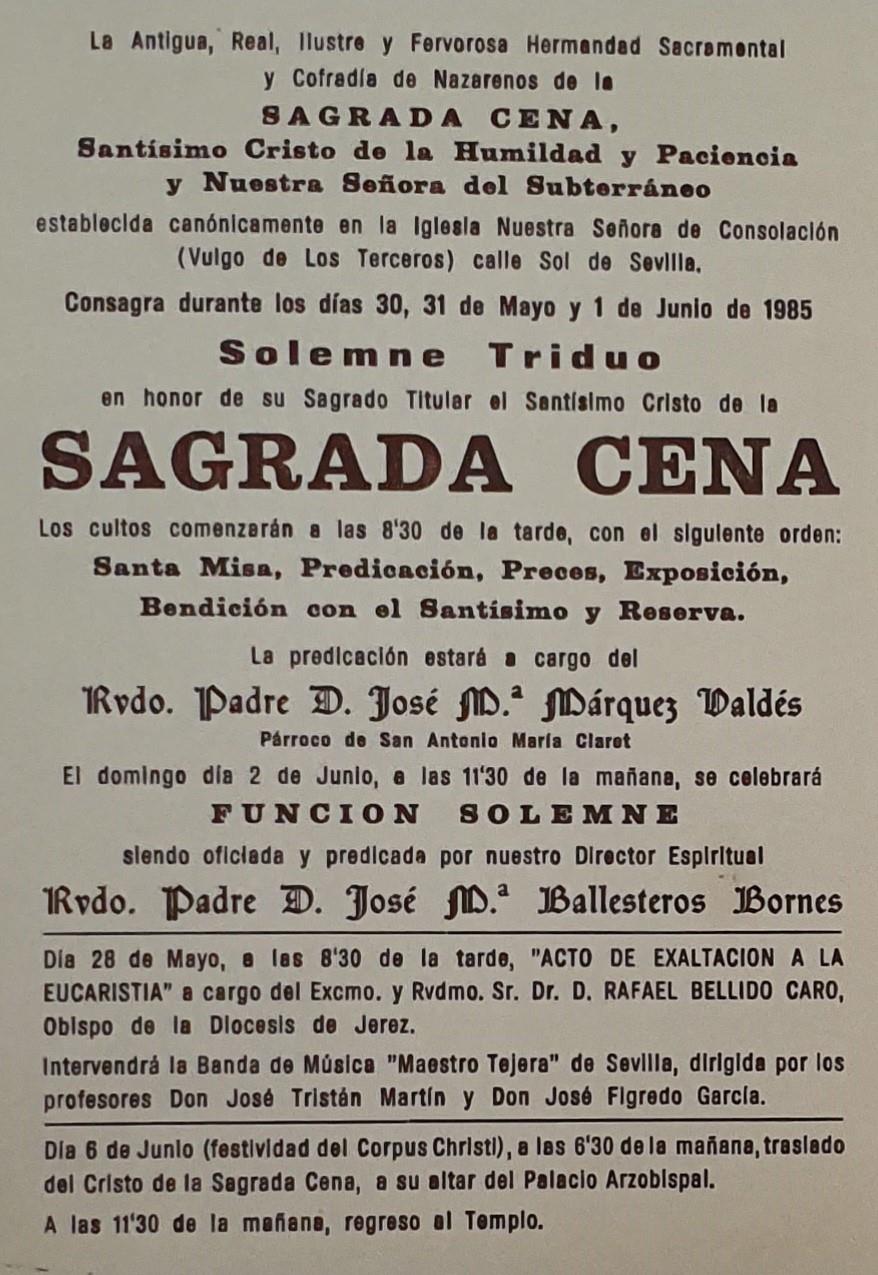 La Antigua, Real, Ilustre y Fervorosa Hermandad Sacramental
y Cofradía de Nazarenos de la
SAGRADA CENA,
Santísimo Cristo de la Humildad y Paciencia
y Nuestra Señora del Subterráneo
establecida canónicamente en la Iglesia Nuestra Señora de Consolación
(Vulgo de Los Terceros) calle Sol de Sevilla.
Consagra durante los días 30, 31 de Mayo y 1 de Junio de 1985
Solemne Triduo
en honor de su Sagrado Titular el Santísimo Cristo de la
SAGRADA CENA
Los cultos comenzarán a las 8'30 de la tarde, con el siguiente orden:
Santa Misa, Predicación, Preces, Exposición,
Bendición con el Santísimo y Reserva.
La predicación estará a cargo del
Rvdo. Padre D. José M.ª Márquez Valdés
Párroco de San Antonio María Claret
El domingo día 2 de Junio, a las 11'30 de la mañana, se celebrará
FUNCION SOLEMNE
siendo oficiada y predicada por nuestro Director Espiritual
Rvdo. Padre D. José M.ª Ballesteros Bornes
Día 28 de Mayo, a las 8'30 de la tarde, "ACTO DE EXALTACION A LA
EUCARISTIA" a cargo del Excmo. y Rvdmo. Sr. Dr. D. RAFAEL BELLIDO CARO,
Obispo de la Diocesis de Jerez.
Intervendrá la Banda de Música "Maestro Tejera" de Sevilla, dirigida por los
profesores Don José Tristán Martín y Don José Figredo García.
Día 6 de Junio (festividad del Corpus Christi), a las 6'30 de la mañana, traslado
del Cristo de la Sagrada Cena, a su altar del Palacio Arzobispal.
A las 11'30 de la mañana, regreso al Templo.